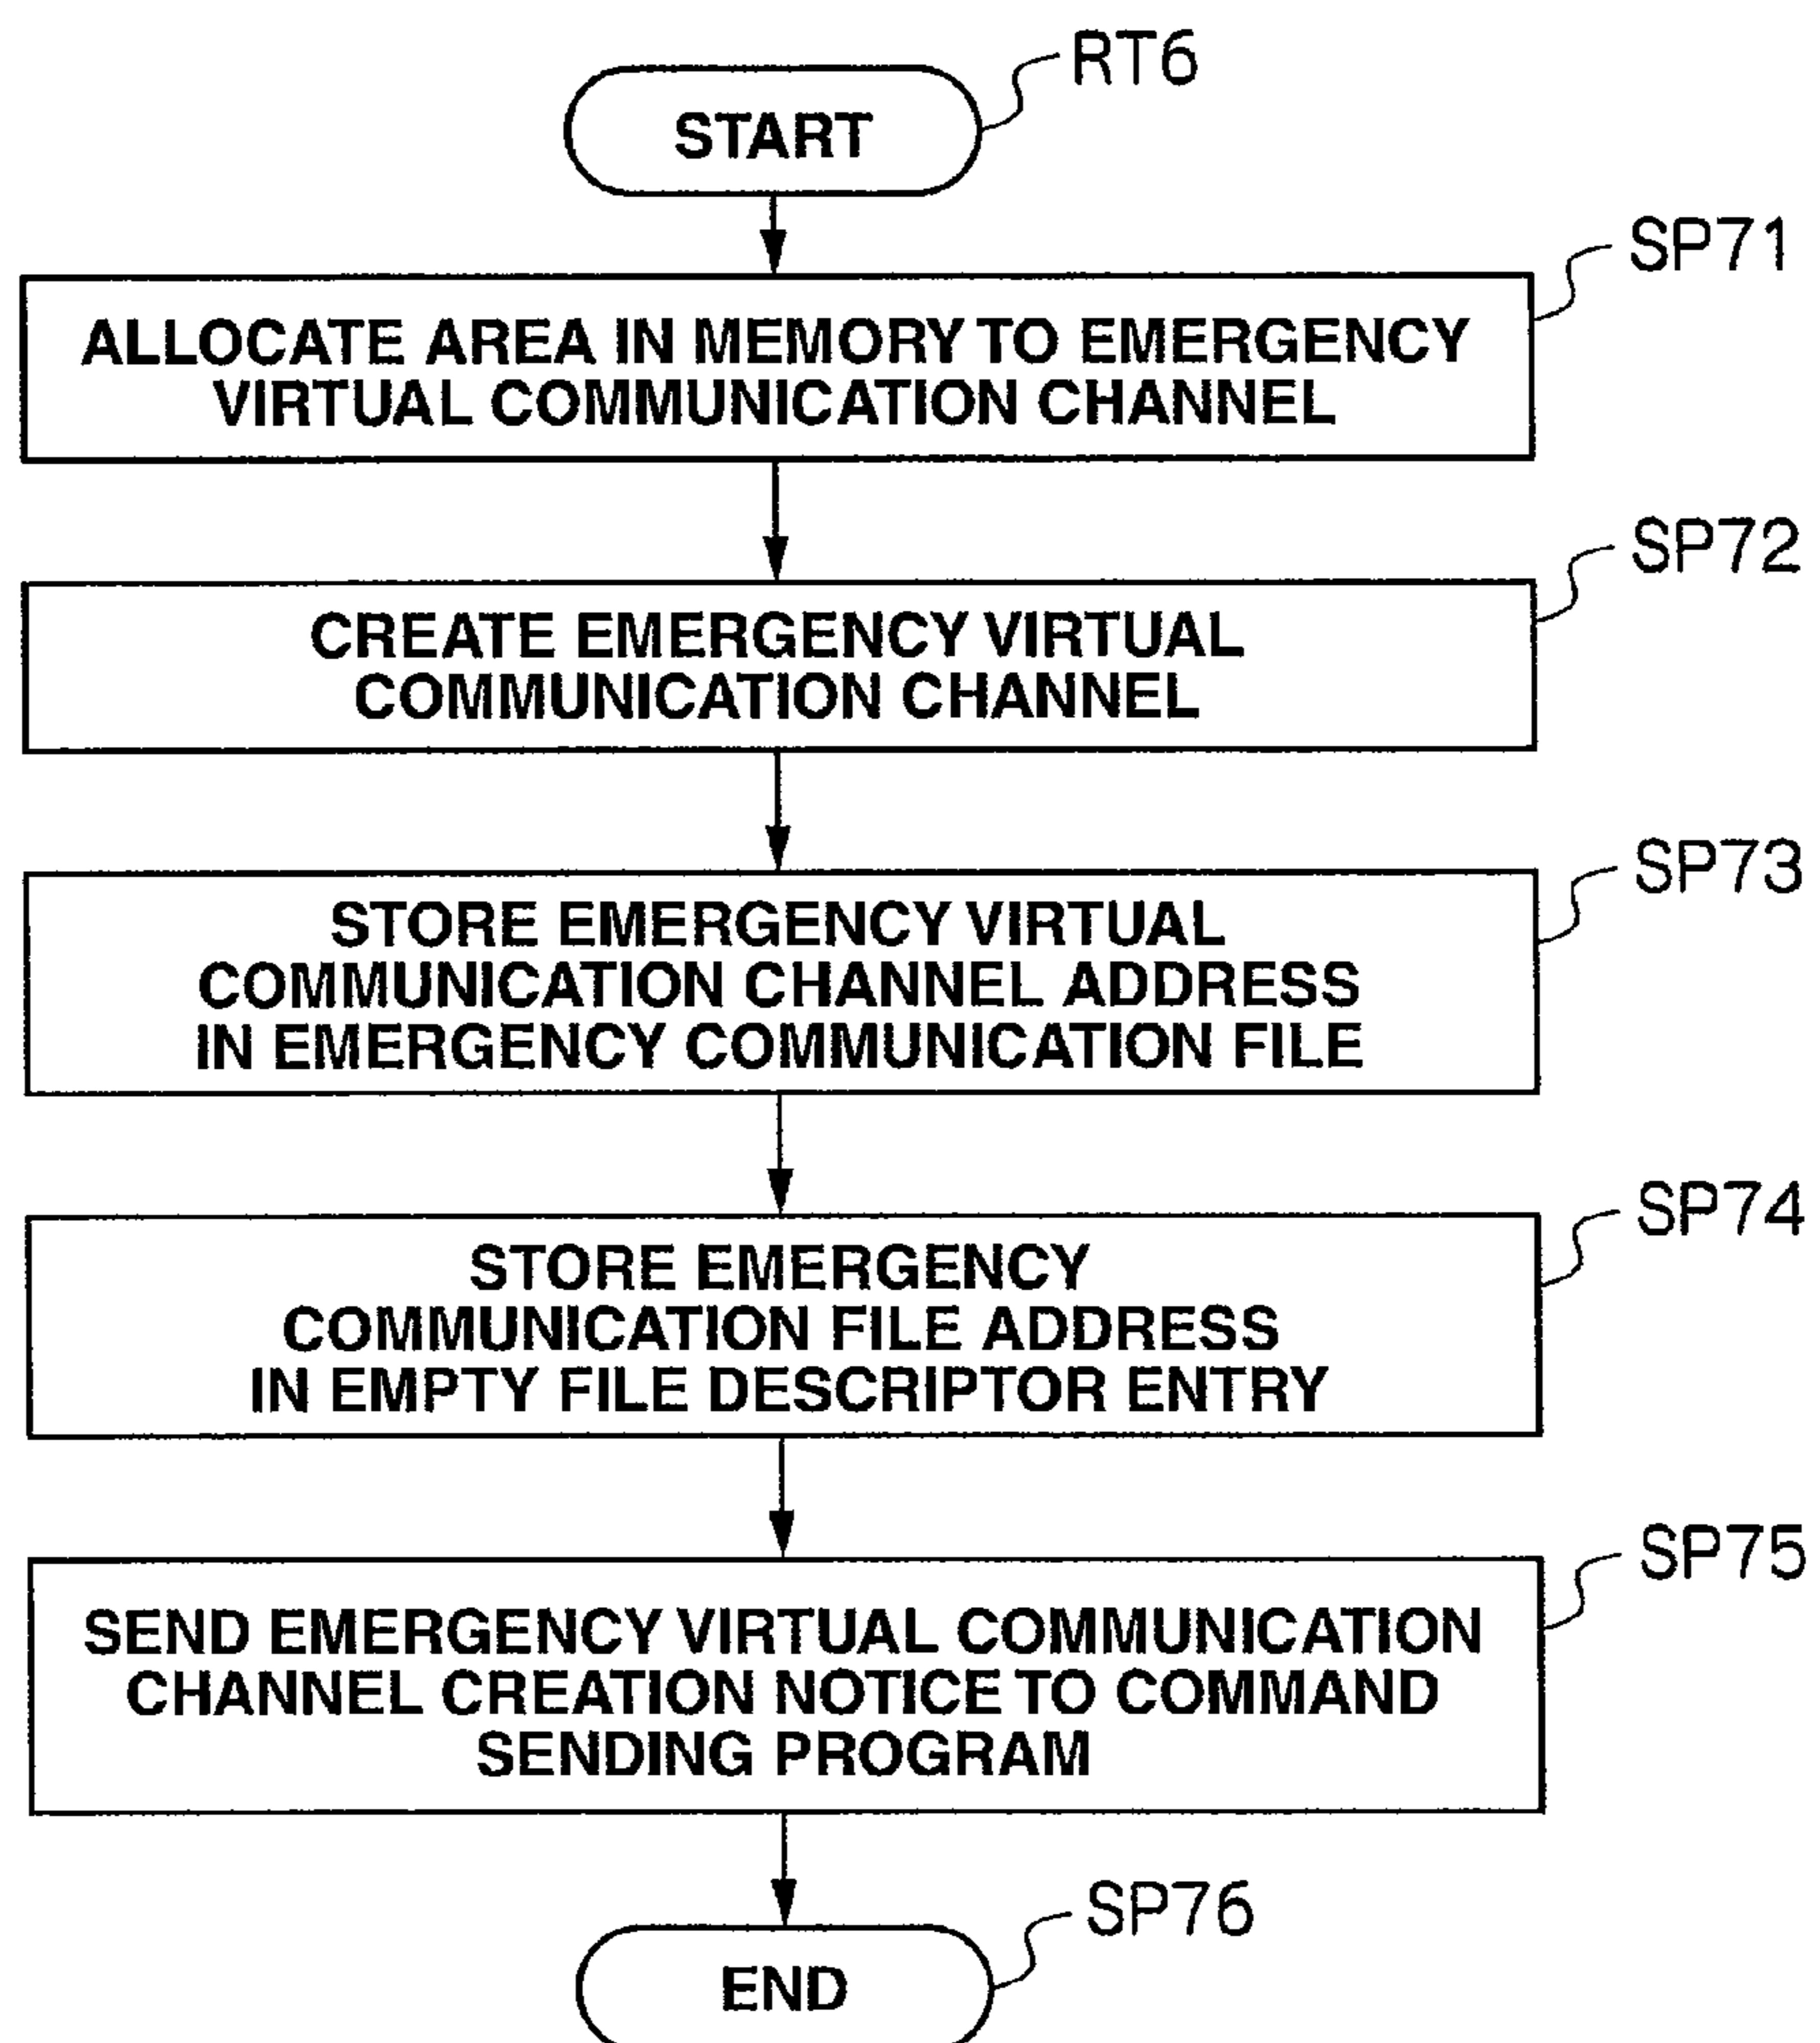 RT6
START
SP71
ALLOCATE AREA IN MEMORY TO EMERGENCY
VIRTUAL COMMUNICATION CHANNEL
SP72
CREATE EMERGENCY VIRTUAL
COMMUNICATION CHANNEL
SP73
STORE EMERGENCY VIRTUAL
COMMUNICATION CHANNEL ADDRESS
IN EMERGENCY COMMUNICATION FILE
SP74
STORE EMERGENCY
COMMUNICATION FILE ADDRESS
IN EMPTY FILE DESCRIPTOR ENTRY
SP75
SEND EMERGENCY VIRTUAL COMMUNICATION
CHANNEL CREATION NOTICE TO COMMAND
SENDING PROGRAM
SP76
END